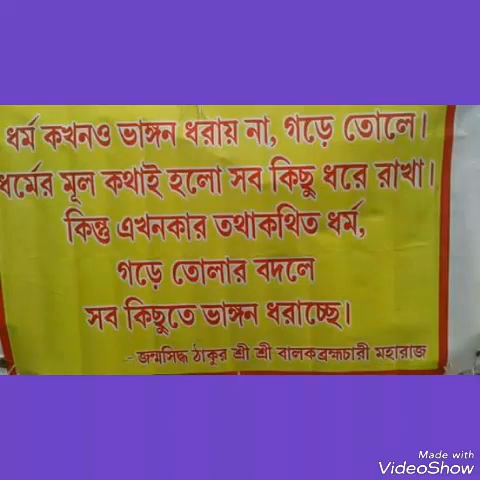 ধর্ম কখনও ভাঙ্গন ধরায় না, গড়ে তোলে।
ধর্মের মূল কথাই হলো সব কিছু ধরে রাখা।
কিন্তু এখনকার তথাকথিত ধর্ম,
গড়ে তোলার বদলে
সব কিছুতে ভাঙ্গন ধরাচ্ছে।
- জন্মসিদ্ধ ঠাকুর শ্রী শ্রী বালকব্রহ্মচারী মহারাজ
Made with
VideoShow